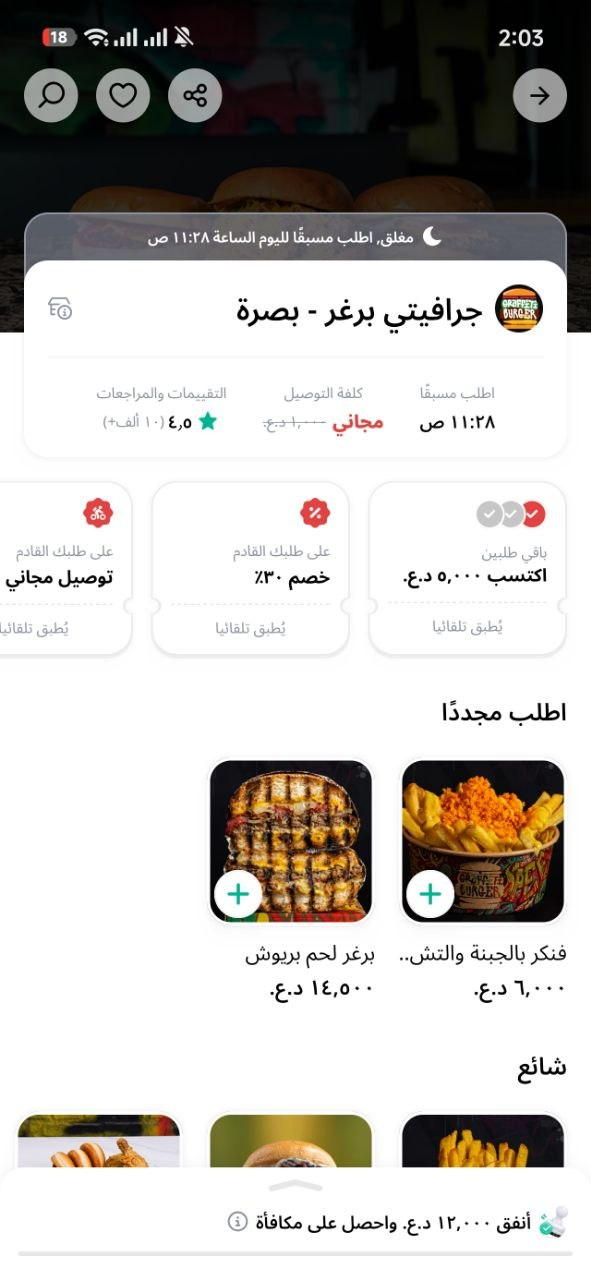 18
2:03
مغلق, اطلب مسبقًا لليوم الساعة ١١:٢٨ ص
GRAFFETI BURGER
جرافيتي برغر - بصرة
اطلب مسبقًا
١١:٢٨ ص
كلفة التوصيل
مجاني ١,٠٠٠ د.ع.
التقييمات والمراجعات
٤٫٥ (١٠ ألف+)
باقي طلبين
اكتسب ٥,٠٠٠ د.ع.
يُطبق تلقائيا
على طلبك القادم
خصم ٣٠٪
يُطبق تلقائيا
على طلبك القادم
توصيل مجاني
يُطبق تلقائيا
اطلب مجددًا
GRAFFETI BURGER
فنكر بالجبنة والتش..
٦,٠٠٠ د.ع.
برغر لحم بريوش
١٤,٥٠٠ د.ع.
شائع
أنفق ١٢,٠٠٠ د.ع. واحصل على مكافأة